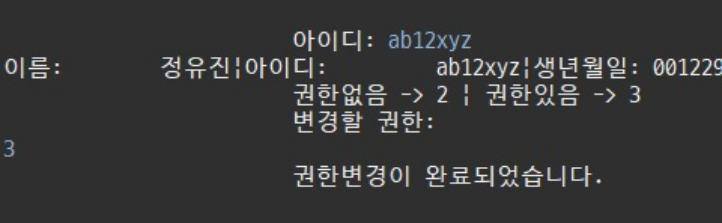 아이디: ab12xyz
이름: 정유진¦아이디: ab12xyz¦생년월일: 001229
권한없음 -> 2 ¦ 권한있음 -> 3
변경할 권한:
3
권한변경이 완료되었습니다.